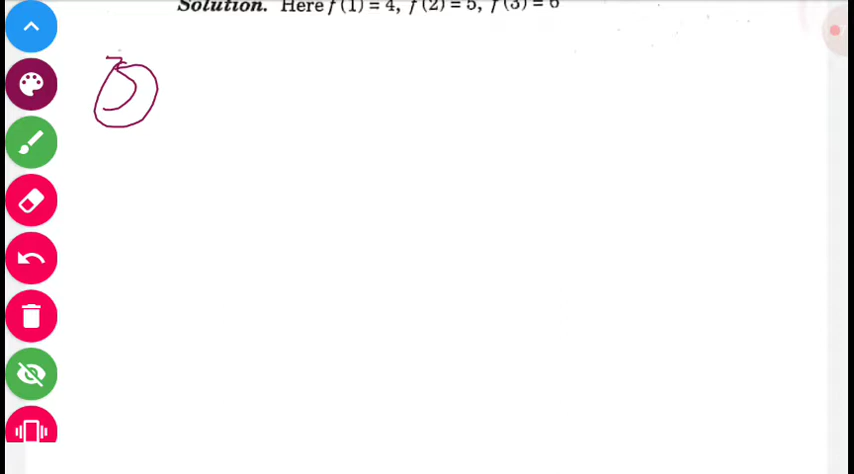 Solution. Here f (1) = 4, f (2) = 5, f (3) = 6